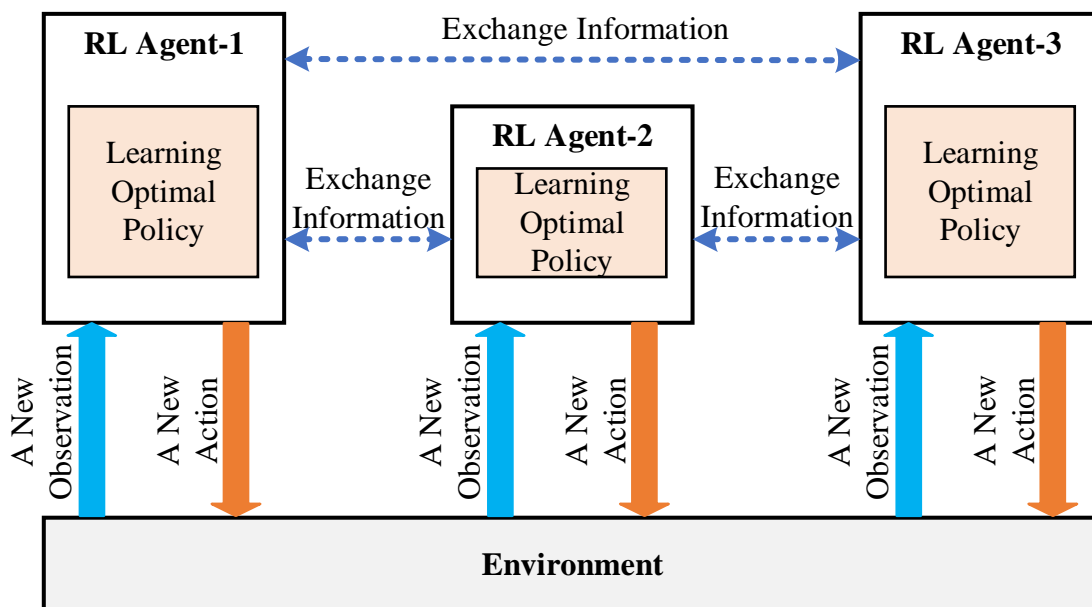 RL Agent-1
Exchange Information
RL Agent-3
Learning
Optimal
Policy
Exchange
Information
RL Agent-2
Learning
Optimal
Policy
Exchange
Information
Learning
Optimal
Policy
A New
Observation
A New
Action
A New
Observation
A New
Action
A New
Observation
A New
Action
Environment